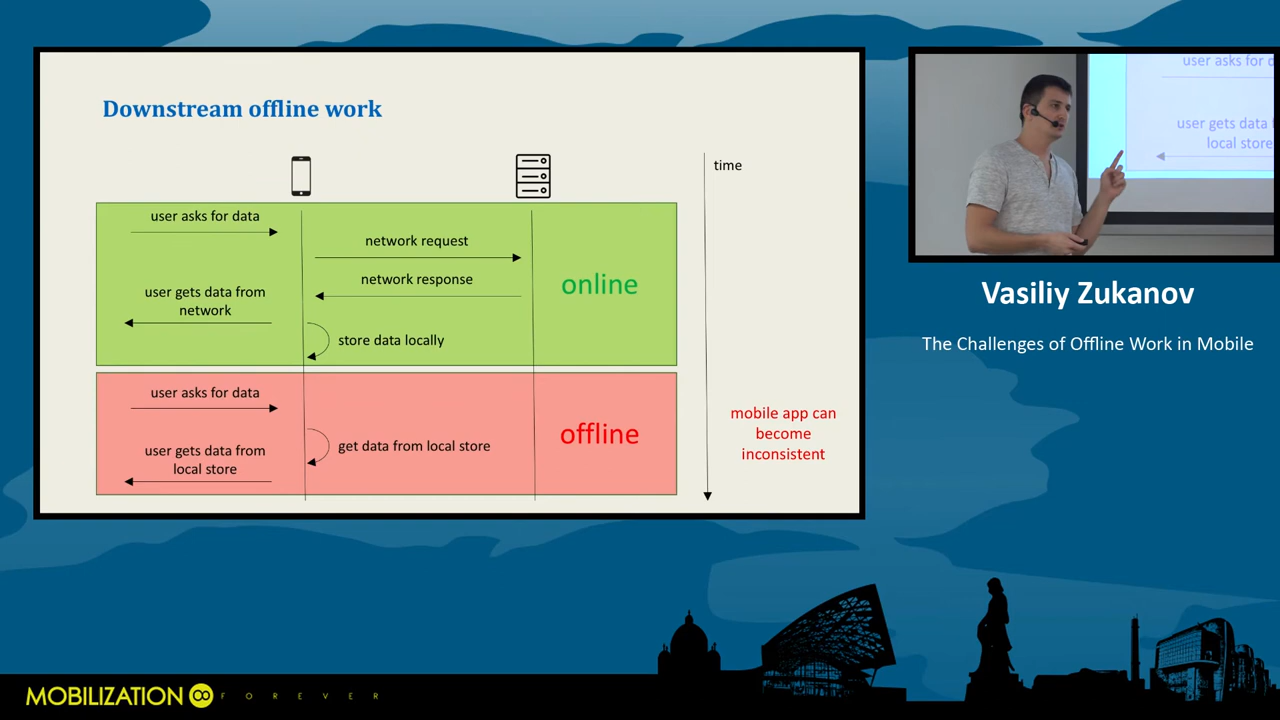 Downstream offline work
time
user asks for data
network request
network response
online
user gets data from
network
store data locally
user asks for data
get data from local store
offline
user gets data from
local store
mobile app can
become
inconsistent
user asks for d
user gets data
local store
Vasiliy Zukanov
The Challenges of Offline Work in Mobile
MOBILIZATION
FOREVER